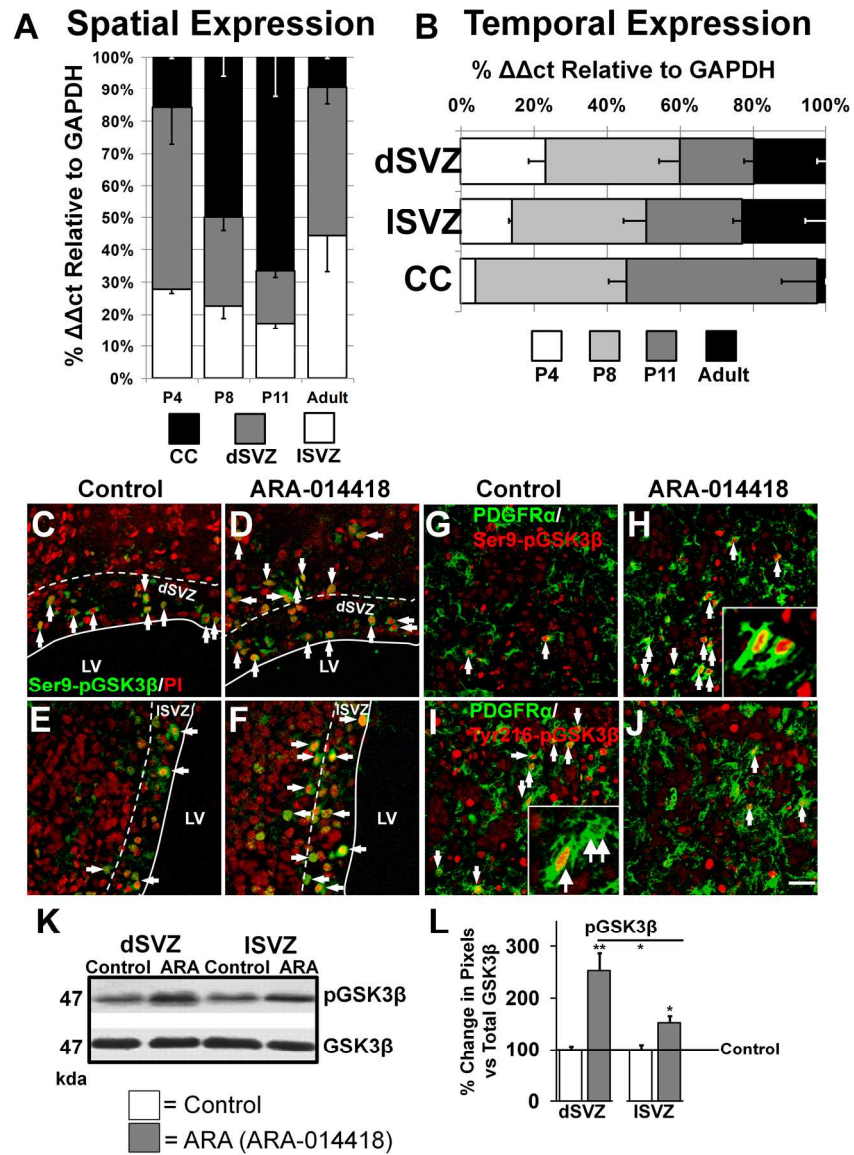 A Spatial Expression
% ΔΔct Relative to GAPDH
100%
90%
80%
70%
60%
50%
40%
30%
20%
10%
0%
P4 P8 P11 Adult
CC dSVZ lSVZ
B Temporal Expression
% ΔΔct Relative to GAPDH
0% 20% 40% 60% 80% 100%
dSVZ
lSVZ
CC
P4 P8 P11 Adult
Control ARA-014418 ARA-014418
C
dSVZ
LV
Ser9-pGSK3β/PI
D
dSVZ
LV
G PDGFRα/
Ser9-pGSK3β
H
E
lSVZ
LV
F
lSVZ
LV
I PDGFRα/
Tyr216-pGSK3β
J
K
dSVZ lSVZ
Control ARA Control ARA
47 pGSK3β
47 GSK3β
kda
= Control
= ARA (ARA-014418)
L
% Change in Pixels
vs Total GSK3β
pGSK3β
** *
*
300
200
100
0
Control
dSVZ lSVZ